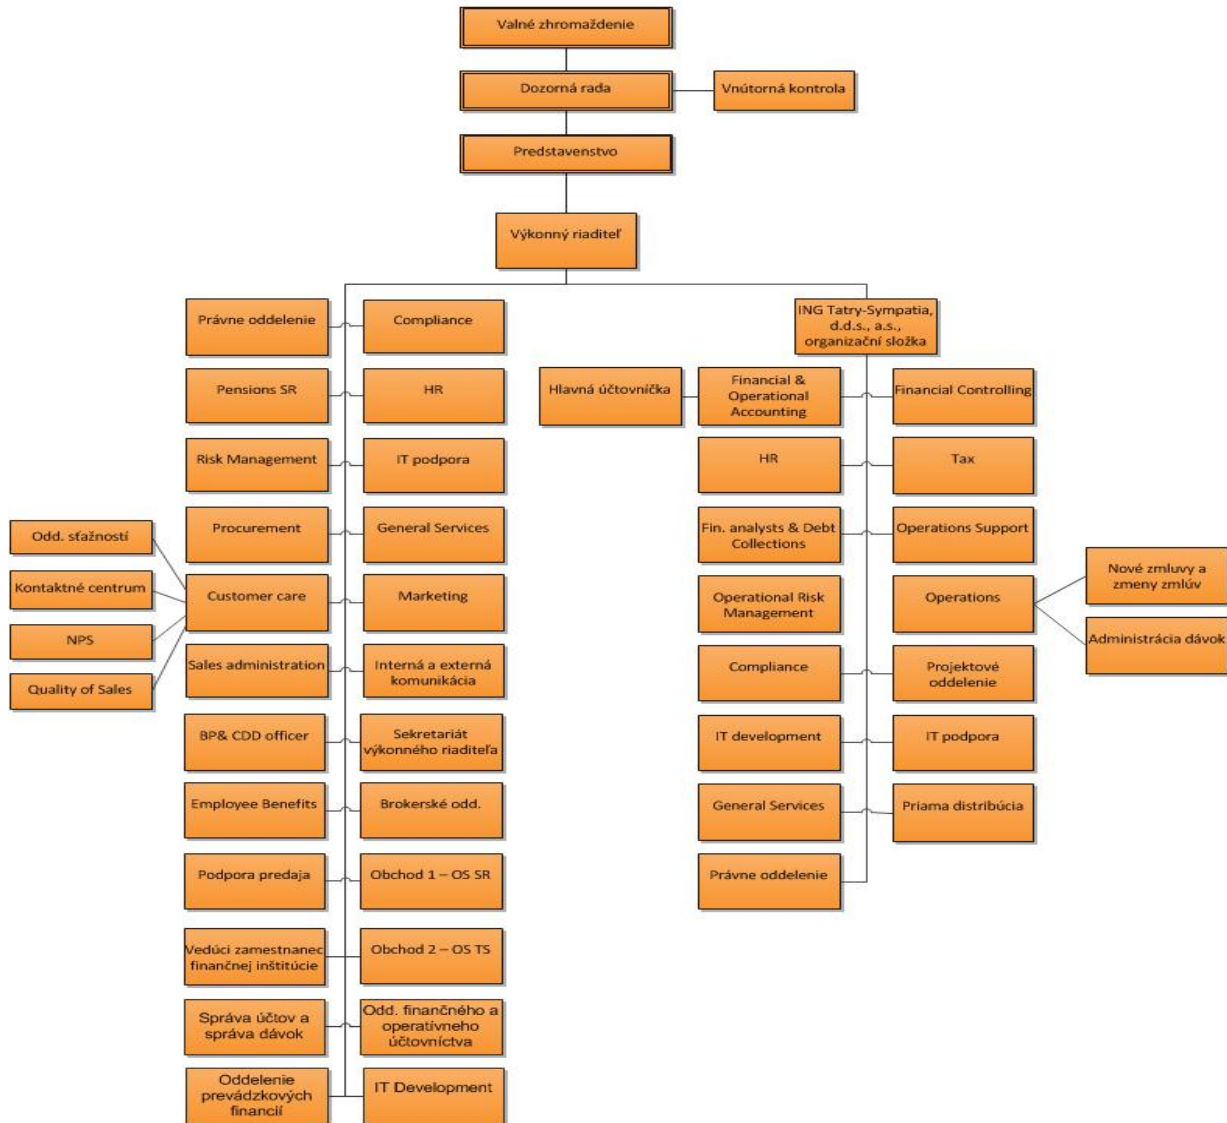 Valné zhromaždenie
Dozorná rada
Vnútorná kontrola
Predstavenstvo
Výkonný riaditeľ
Právne oddelenie
Compliance
Pensions SR
HR
Risk Management
IT podpora
Procurement
General Services
Odd. sťažností
Kontaktné centrum
NPS
Quality of Sales
Customer care
Marketing
Sales administration
Interná a externá
komunikácia
BP& CDD officer
Sekretariát
výkonného riaditeľa
Employee Benefits
Brokerské odd.
Podpora predaja
Obchod 1 – OS SR
Vedúci zamestnanec
finančnej inštitúcie
Obchod 2 – OS TS
Správa účtov a
správa dávok
Odd. finančného a
operatívneho
účtovníctva
Oddelenie
prevádzkových
financií
IT Development
ING Tatry-Sympatia,
d.d.s., a.s.,
organizační složka
Hlavná účtovníčka
Financial &
Operational
Accounting
Financial Controlling
HR
Tax
Fin. analysts & Debt
Collections
Operations Support
Operational Risk
Management
Operations
Nové zmluvy a
zmeny zmlúv
Administrácia dávok
Compliance
Projektové
oddelenie
IT development
IT podpora
General Services
Priama distribúcia
Právne oddelenie